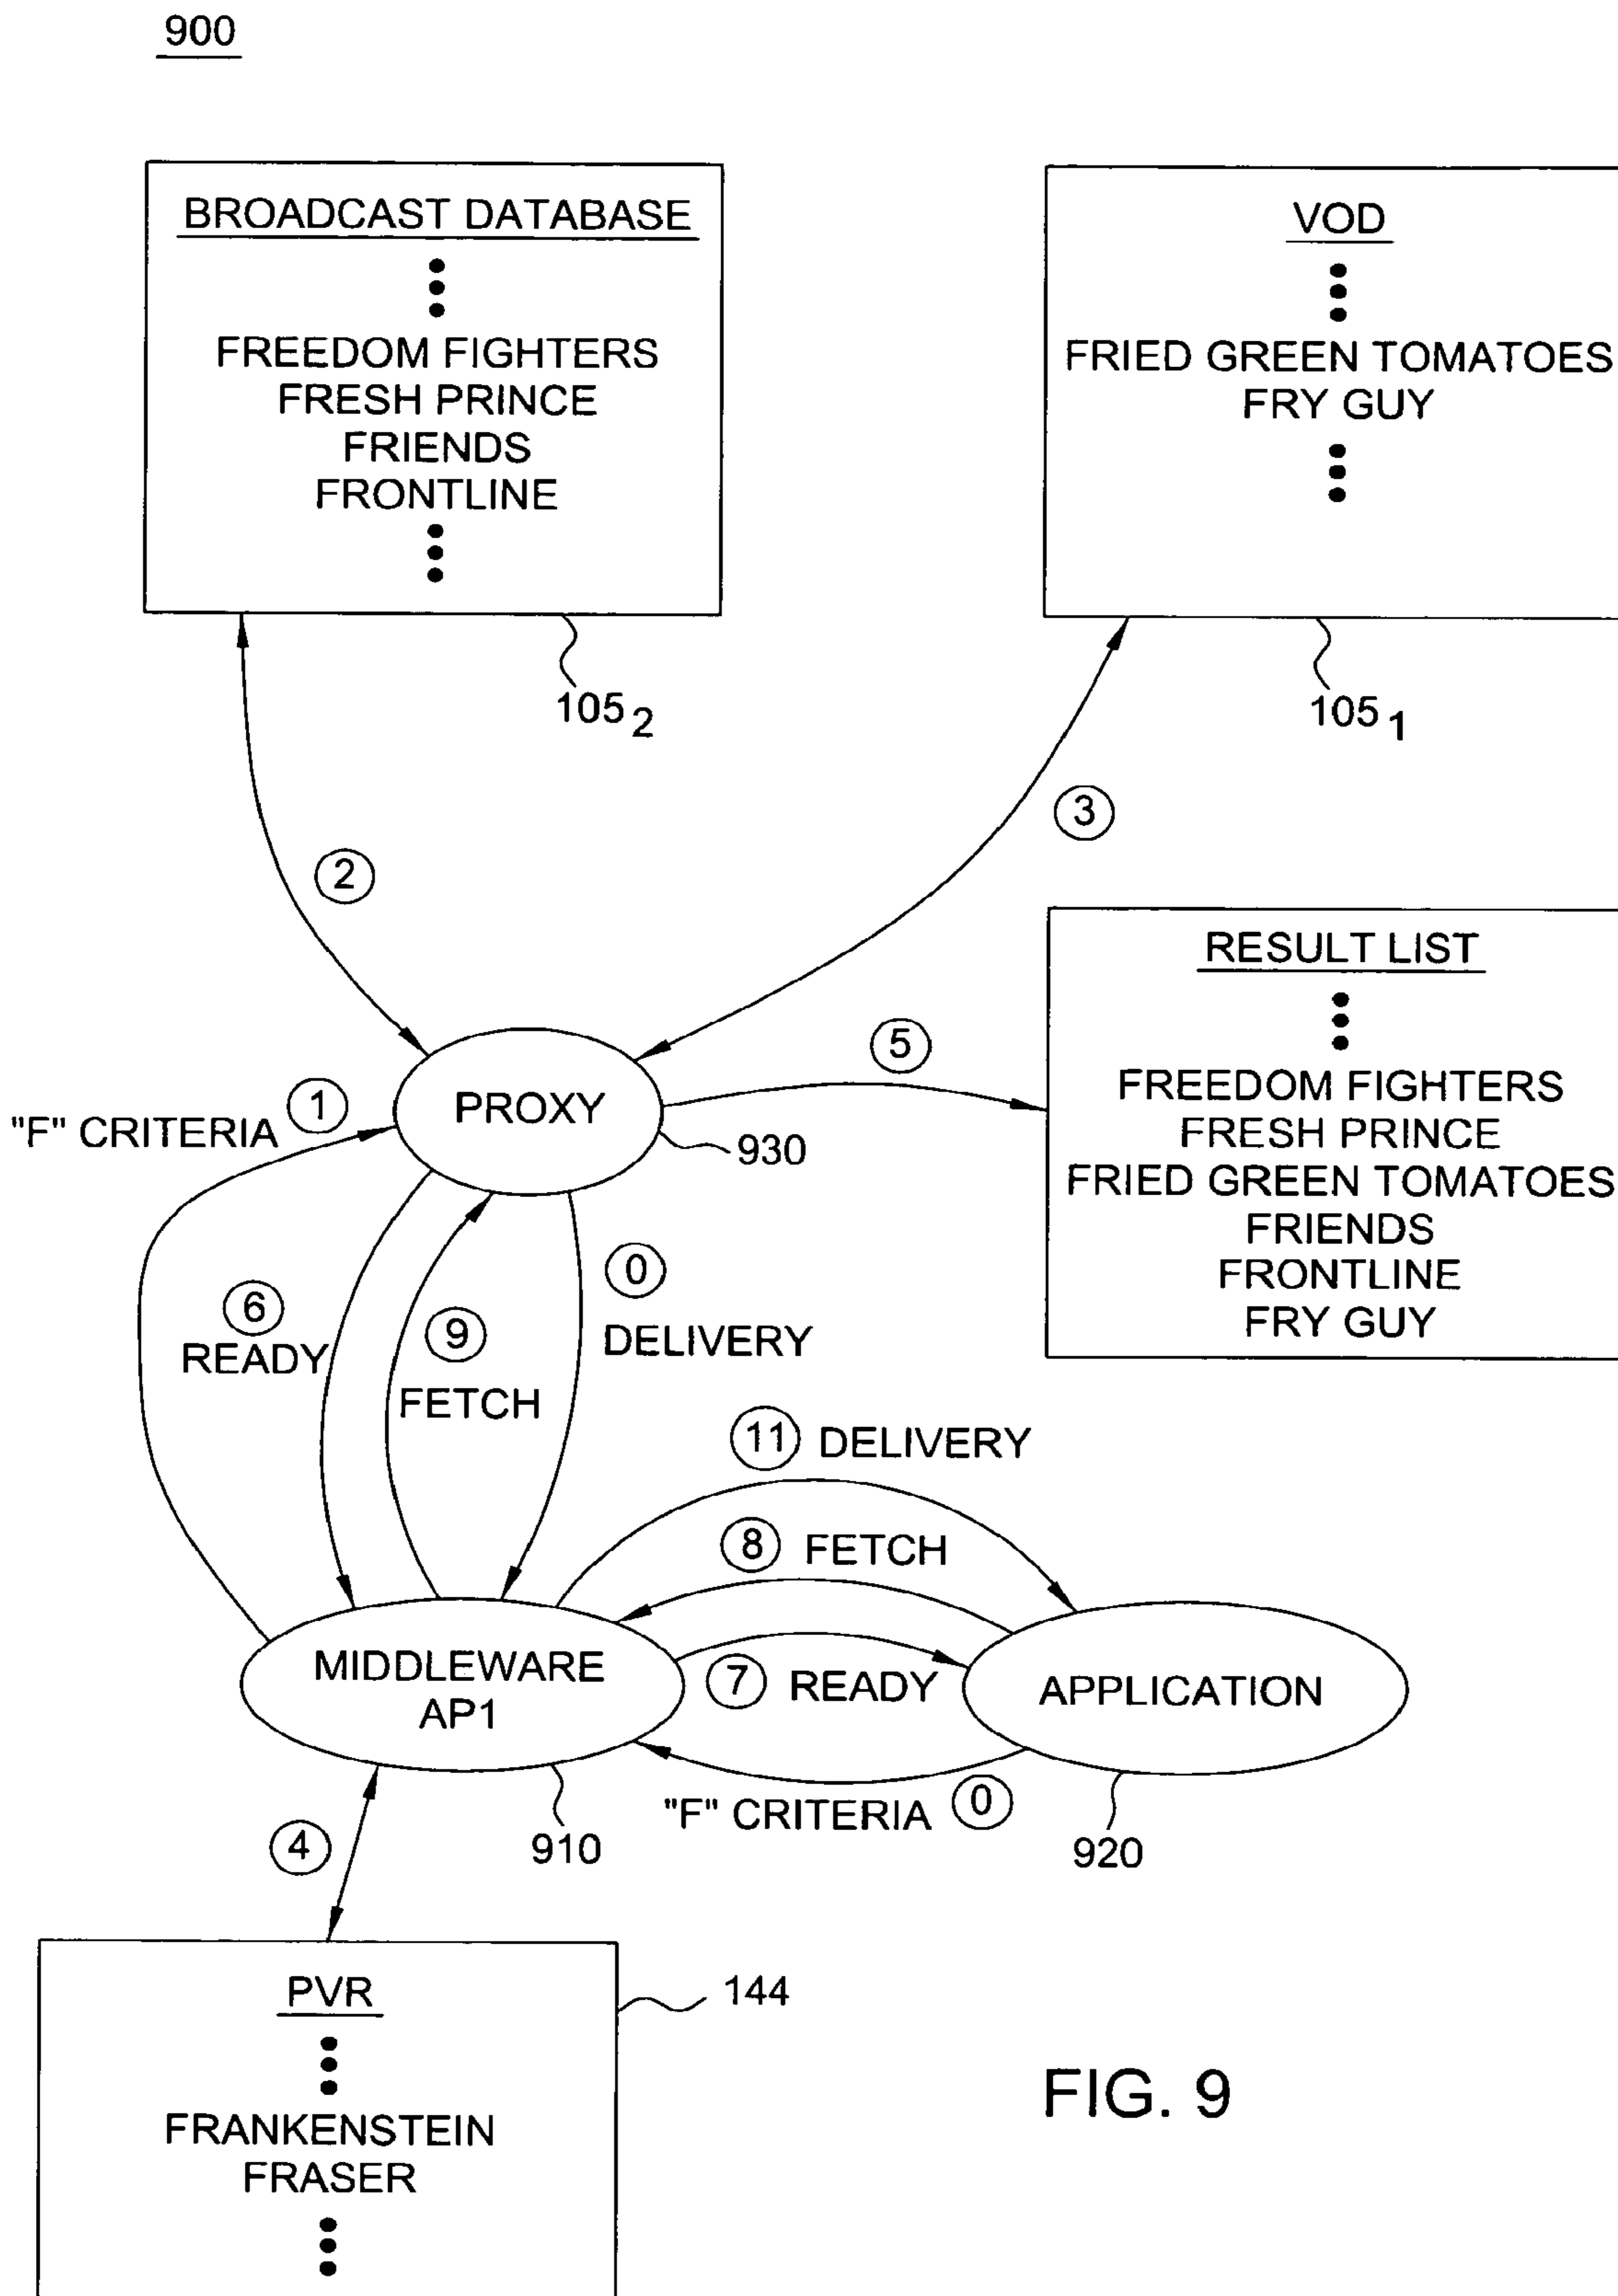 900
BROADCAST DATABASE
FREEDOM FIGHTERS
FRESH PRINCE
FRIENDS
FRONTLINE
105 2
VOD
FRIED GREEN TOMATOES
FRY GUY
105 1
3
2
RESULT LIST
FREEDOM FIGHTERS
FRESH PRINCE
FRIED GREEN TOMATOES
FRIENDS
FRONTLINE
FRY GUY
5
"F" CRITERIA 1
PROXY
930
6
READY
9
FETCH
0
DELIVERY
11 DELIVERY
8 FETCH
7 READY
MIDDLEWARE
AP1
APPLICATION
"F" CRITERIA 0
910
920
4
PVR
FRANKENSTEIN
FRASER
144
FIG. 9